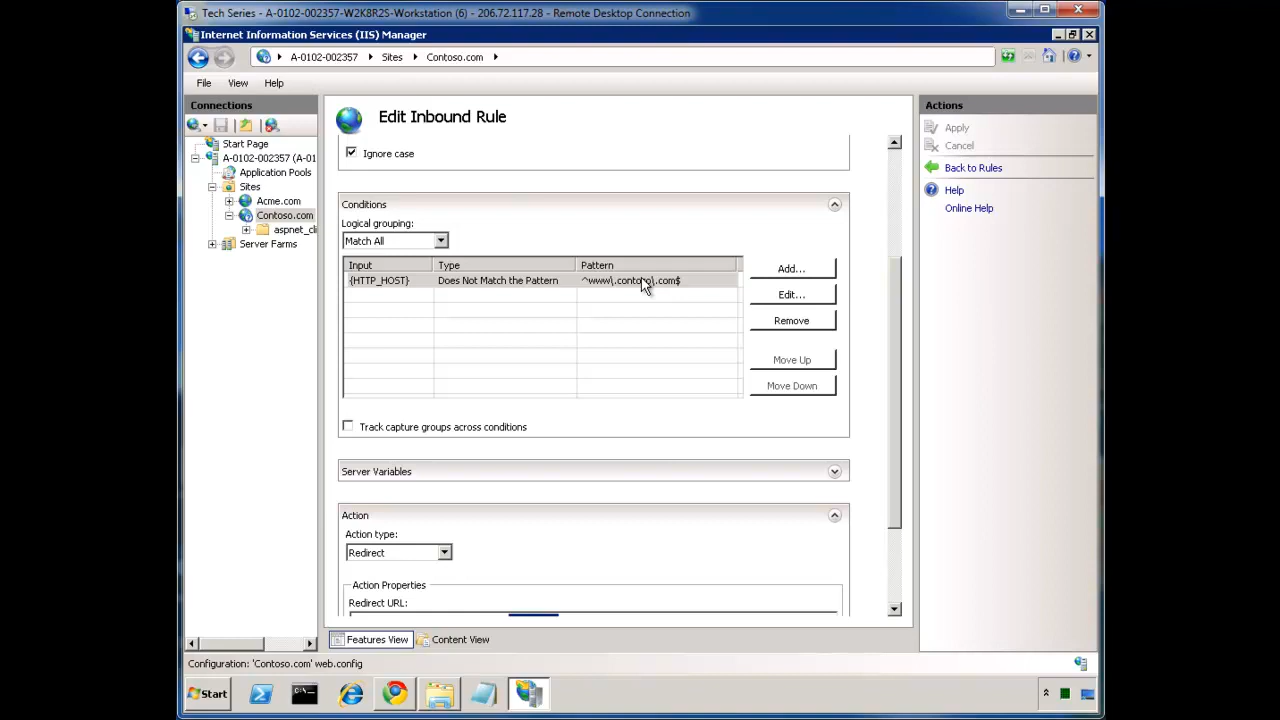 Tech Series - A-0102-002357-W2K8R2S-Workstation (6) - 206.72.117.28 - Remote Desktop Connection
Internet Information Services (IIS) Manager
A-0102-002357 Sites Contoso.com
File View Help
Connections
Start Page
A-0102-002357 (A-01
Application Pools
Sites
Acme.com
Contoso.com
aspnet_cli
Server Farms
Edit Inbound Rule
Ignore case
Conditions
Logical grouping:
Match All
Input Type Pattern
{HTTP_HOST} Does Not Match the Pattern ^www\.contoso\.com$
Add...
Edit...
Remove
Move Up
Move Down
Track capture groups across conditions
Server Variables
Action
Action type:
Redirect
Action Properties
Redirect URL:
Features View Content View
Actions
Apply
Cancel
Back to Rules
Help
Online Help
Configuration: 'Contoso.com' web.config
Start